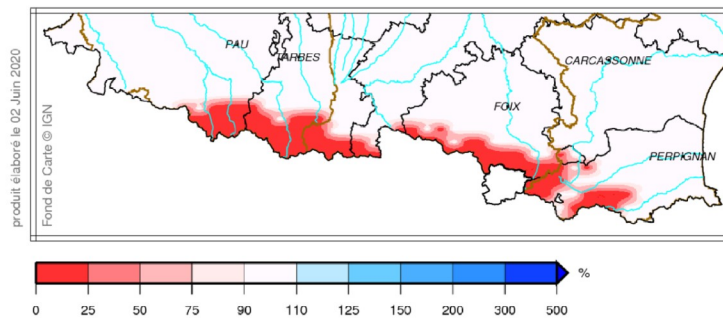 PAU
TARBES
CARCASSONNE
FOIX
PERPIGNAN
produit élaboré le 02 Juin 2020
Fond de Carte © IGN
%
0 25 50 75 90 110 125 150 200 300 500